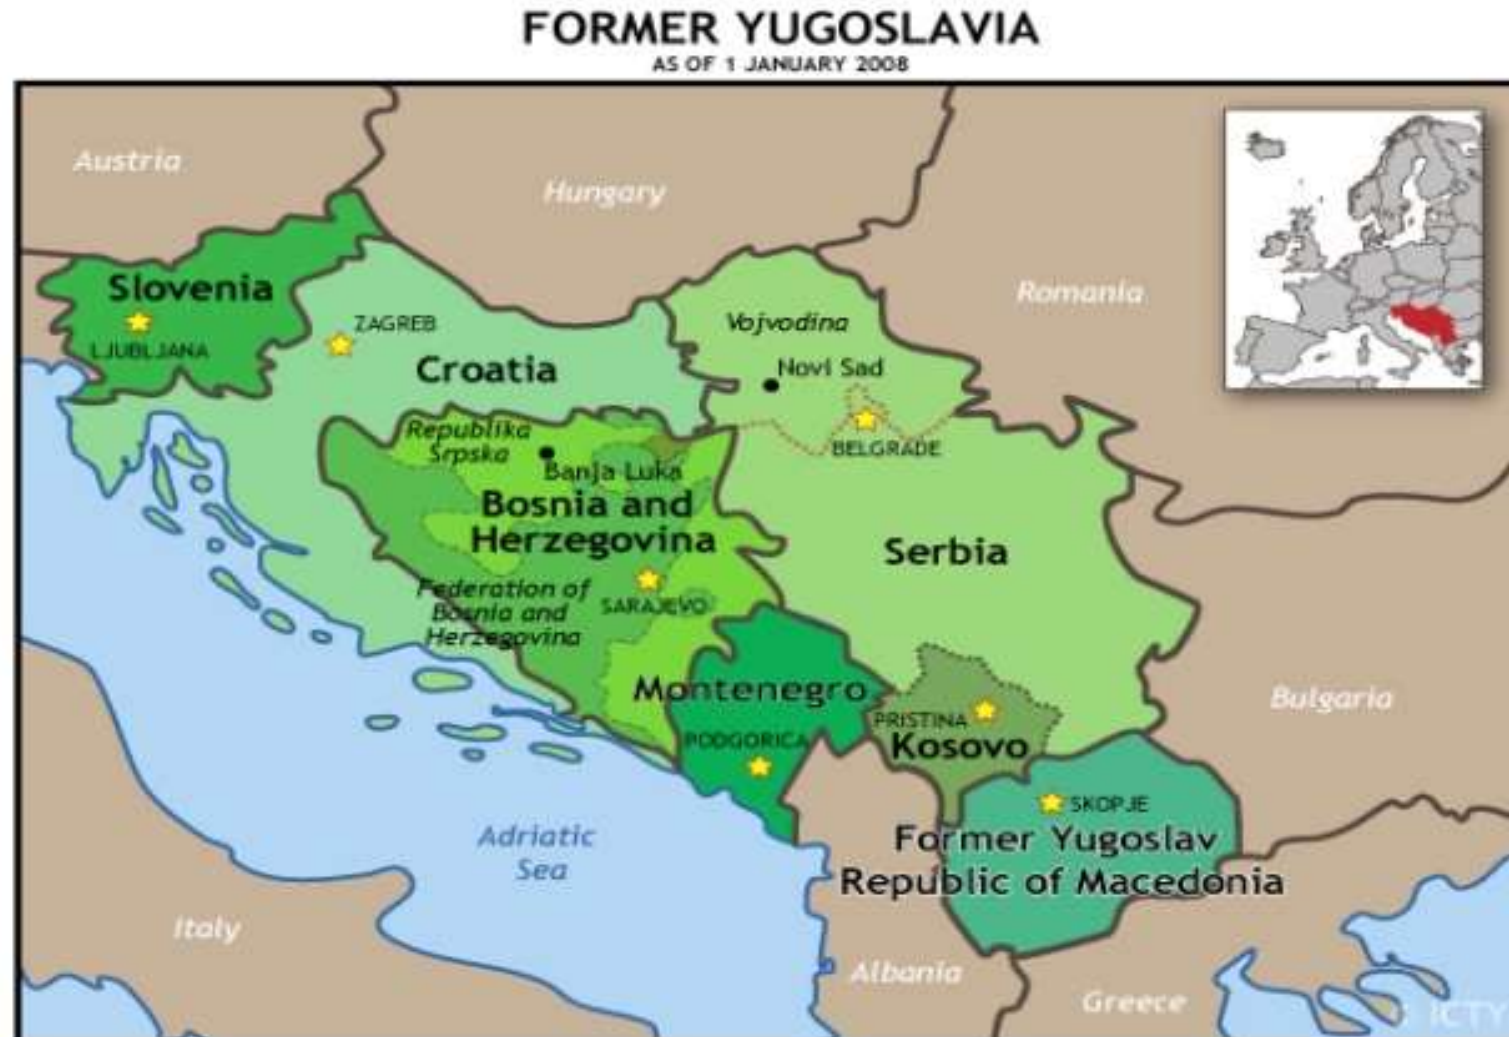 FORMER YUGOSLAVIA
AS OF 1 JANUARY 2008
Austria
Hungary
Romania
Slovenia
LJUBLJANA
ZAGREB
Croatia
Vojvodina
Novi Sad
BELGRADE
Republika
Srpska
Banja Luka
Bosnia and
Herzegovina
Federation of
Bosnia and
Herzegovina
SARAJEVO
Serbia
Montenegro
PODGORICA
PRISTINA
Kosovo
Bulgaria
SKOPJE
Former Yugoslav
Republic of Macedonia
Adriatic
Sea
Italy
Albania
Greece
ICTY